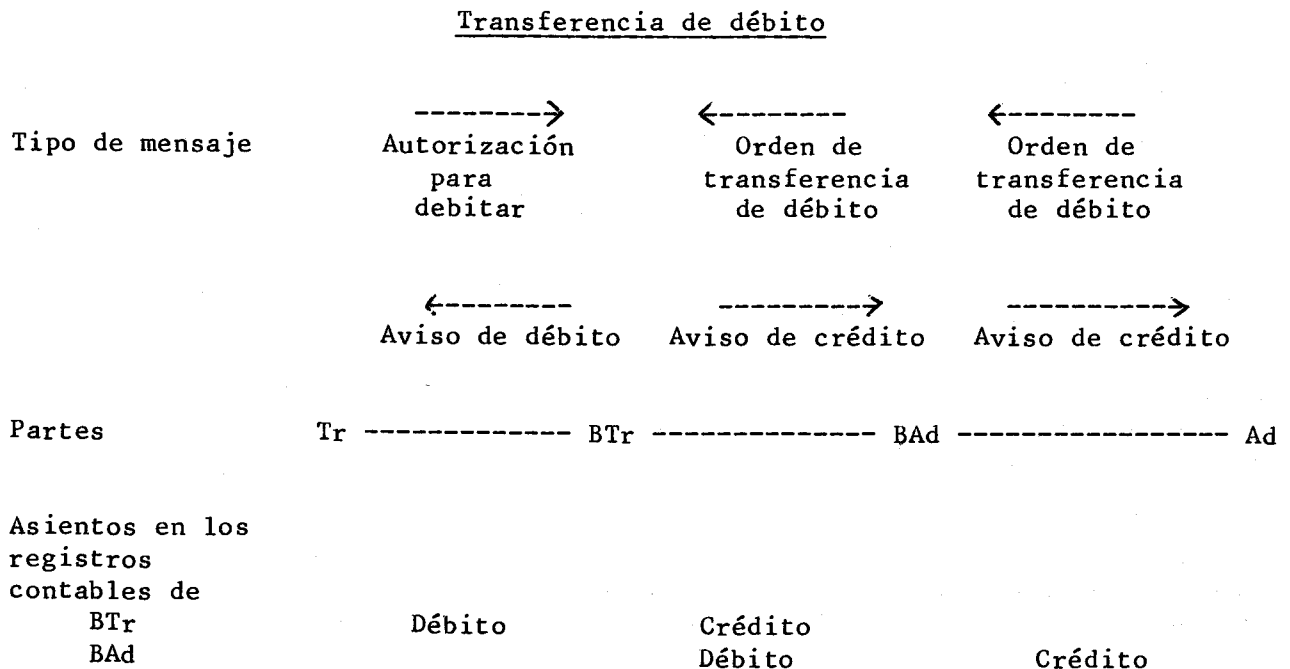 Transferencia de débito
Tipo de mensaje
Autorización
para
debitar
Orden de
transferencia
de débito
Orden de
transferencia
de débito
Aviso de débito Aviso de crédito Aviso de crédito
Partes Tr ------------- BTr -------------- BAd ----------------- Ad
Asientos en los
registros
contables de
BTr Débito Crédito
BAd Débito Crédito